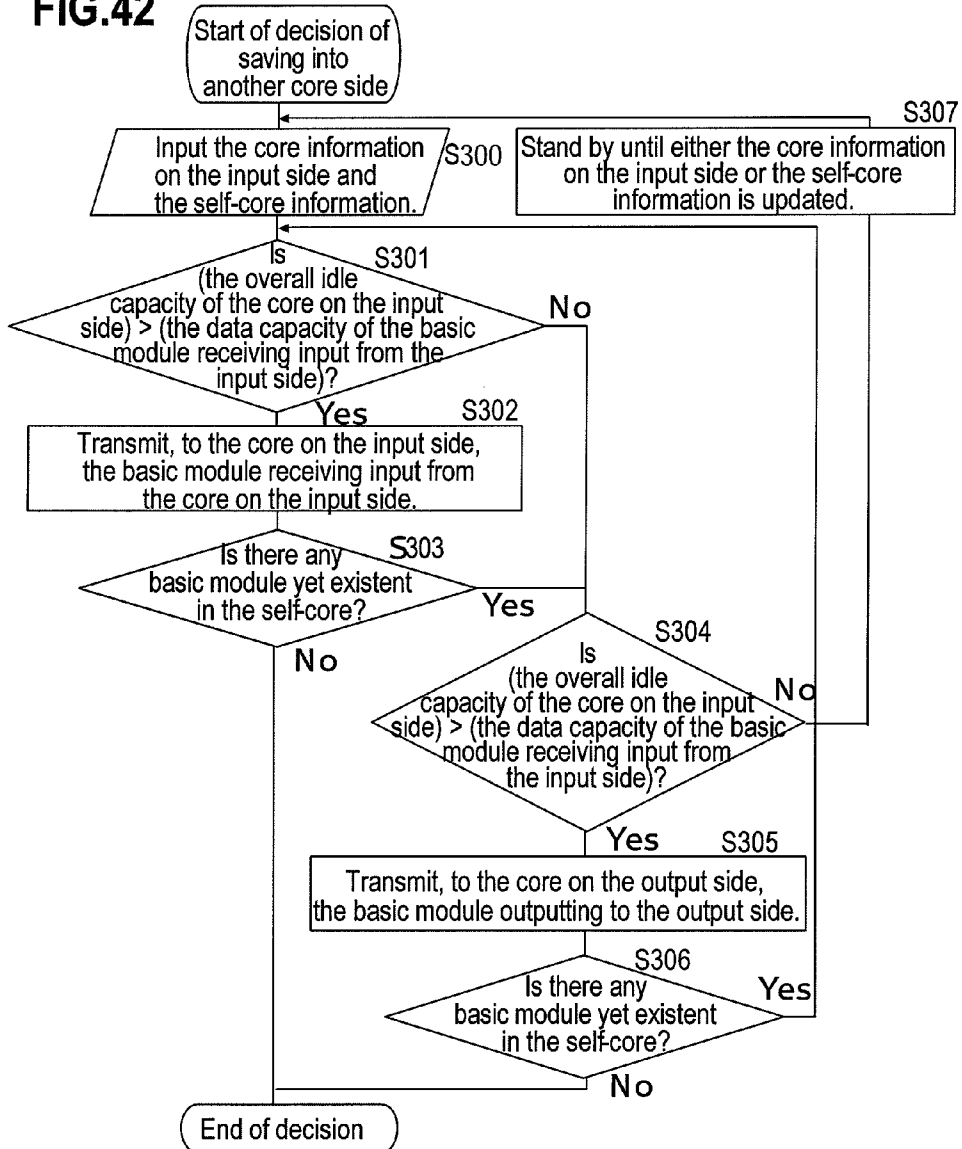 FIG.42
Start of decision of
saving into
another core side
S307
Input the core information
on the input side and
the self-core information.
S300
Stand by until either the core information
on the input side or the self-core
information is updated.
S301
Is
(the overall idle
capacity of the core on the input
side) > (the data capacity of the basic
module receiving input from the
input side)?
No
Yes
S302
Transmit, to the core on the input side,
the basic module receiving input from
the core on the input side.
S303
Is there any
basic module yet existent
in the self-core?
Yes
No
S304
Is
(the overall idle
capacity of the core on the input
side) > (the data capacity of the basic
module receiving input from
the input side)?
No
Yes
S305
Transmit, to the core on the output side,
the basic module outputting to the output side.
S306
Is there any
basic module yet existent
in the self-core?
Yes
No
End of decision